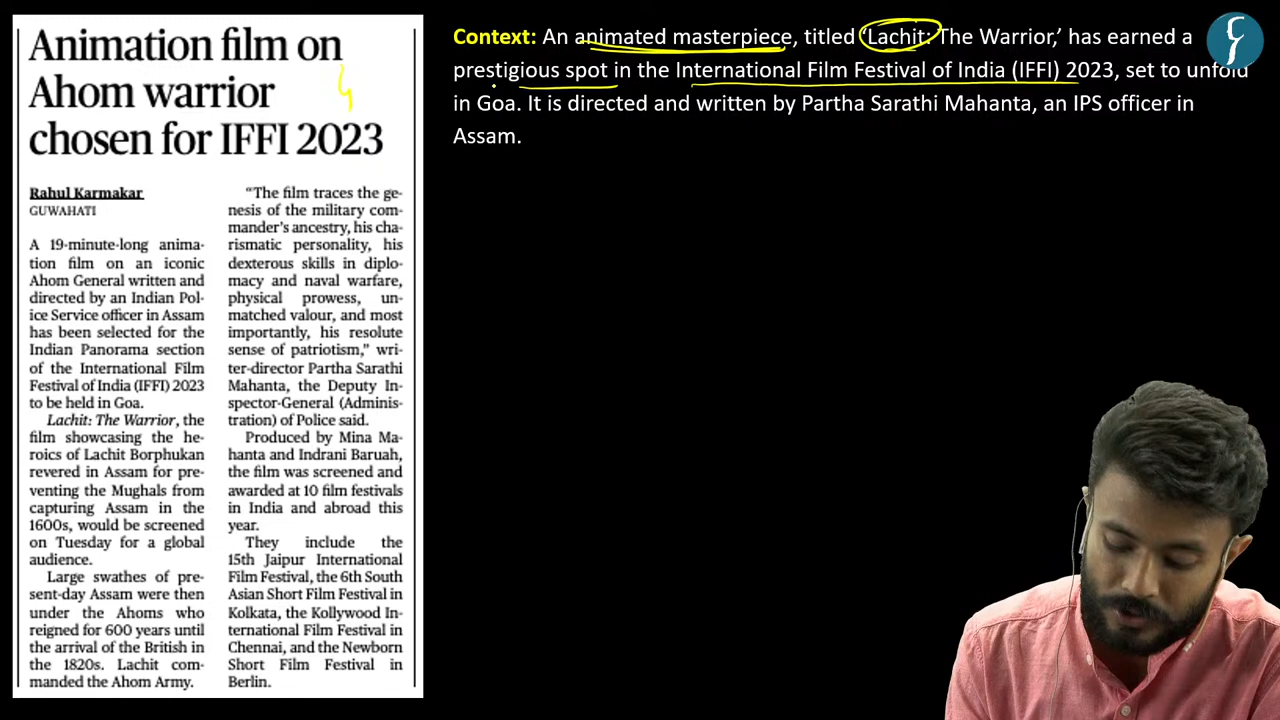 Animation film on
Ahom warrior
chosen for IFFI 2023
Rahul Karmakar
GUWAHATI
A 19-minute-long anima-
tion film on an iconic
Ahom General written and
directed by an Indian Pol-
ice Service officer in Assam
has been selected for the
Indian Panorama section
of the International Film
Festival of India (IFFI) 2023
to be held in Goa.
Lachit: The Warrior, the
film showcasing the he-
roics of Lachit Borphukan
revered in Assam for pre-
venting the Mughals from
capturing Assam in the
1600s, would be screened
on Tuesday for a global
audience.
Large swathes of pre-
sent-day Assam were then
under the Ahoms who
reigned for 600 years until
the arrival of the British in
the 1820s. Lachit com-
manded the Ahom Army.
“The film traces the ge-
nesis of the military com-
mander’s ancestry, his cha-
rismatic personality, his
dexterous skills in diplo-
macy and naval warfare,
physical prowess, un-
matched valour, and most
importantly, his resolute
sense of patriotism,” wri-
ter-director Partha Sarathi
Mahanta, the Deputy In-
spector-General (Adminis-
tration) of Police said.
Produced by Mina Ma-
hanta and Indrani Baruah,
the film was screened and
awarded at 10 film festivals
in India and abroad this
year.
They include the
15th Jaipur International
Film Festival, the 6th South
Asian Short Film Festival in
Kolkata, the Kollywood In-
ternational Film Festival in
Chennai, and the Newborn
Short Film Festival in
Berlin.
Context: An animated masterpiece, titled ‘Lachit: The Warrior,’ has earned a
prestigious spot in the International Film Festival of India (IFFI) 2023, set to unfold
in Goa. It is directed and written by Partha Sarathi Mahanta, an IPS officer in
Assam.